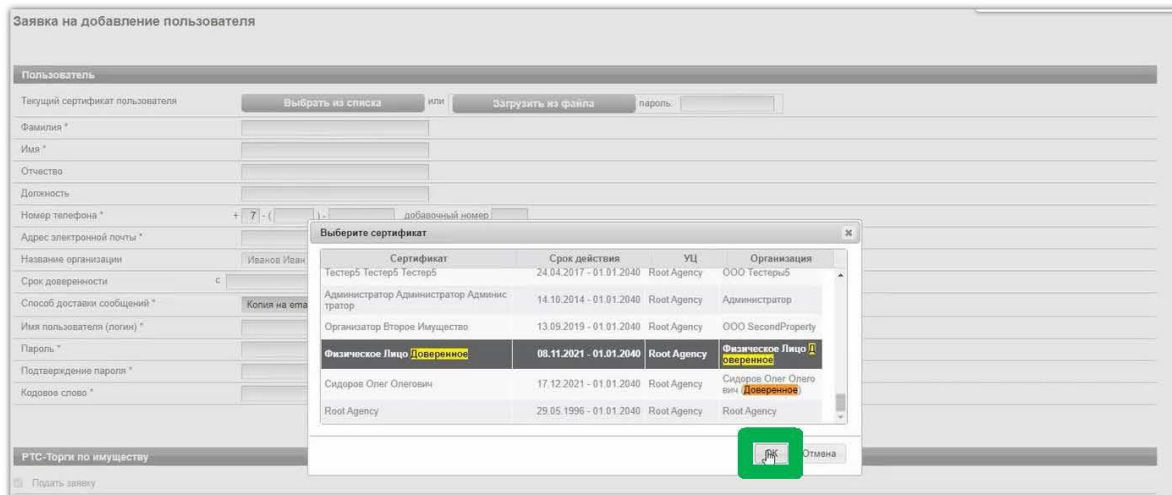 Заявка на добавление пользователя
Пользователь
Текущий сертификат пользователя Выбрать из списка или Загрузить из файла пароль:
Фамилия *
Имя *
Отчество
Должность
Номер телефона * + 7 - ( ) - добавочный номер
Адрес электронной почты *
Название организации Иванов Иван
Срок доверенности с
Способ доставки сообщений * Копия на ema
Имя пользователя (логин) *
Пароль *
Подтверждение пароля *
Кодовое слово *
РТС-Торги по имуществу
Подать заявку
Выберите сертификат
Сертификат Срок действия УЦ Организация
Тестер5 Тестер5 Тестер5 24.04.2017 - 01.01.2040 Root Agency ООО Тестеры5
Администратор Администратор Админис 14.10.2014 - 01.01.2040 Root Agency Администратор
тратор
Организатор Второе Имущество 13.09.2019 - 01.01.2040 Root Agency ООО SecondProperty
Физическое Лицо Доверенное 08.11.2021 - 01.01.2040 Root Agency Физическое Лицо Д
оверенное
Сидоров Олег Олегович 17.12.2021 - 01.01.2040 Root Agency Сидоров Олег Олего
вич (Доверенное)
Root Agency 29.05.1996 - 01.01.2040 Root Agency Root Agency
ОК Отмена